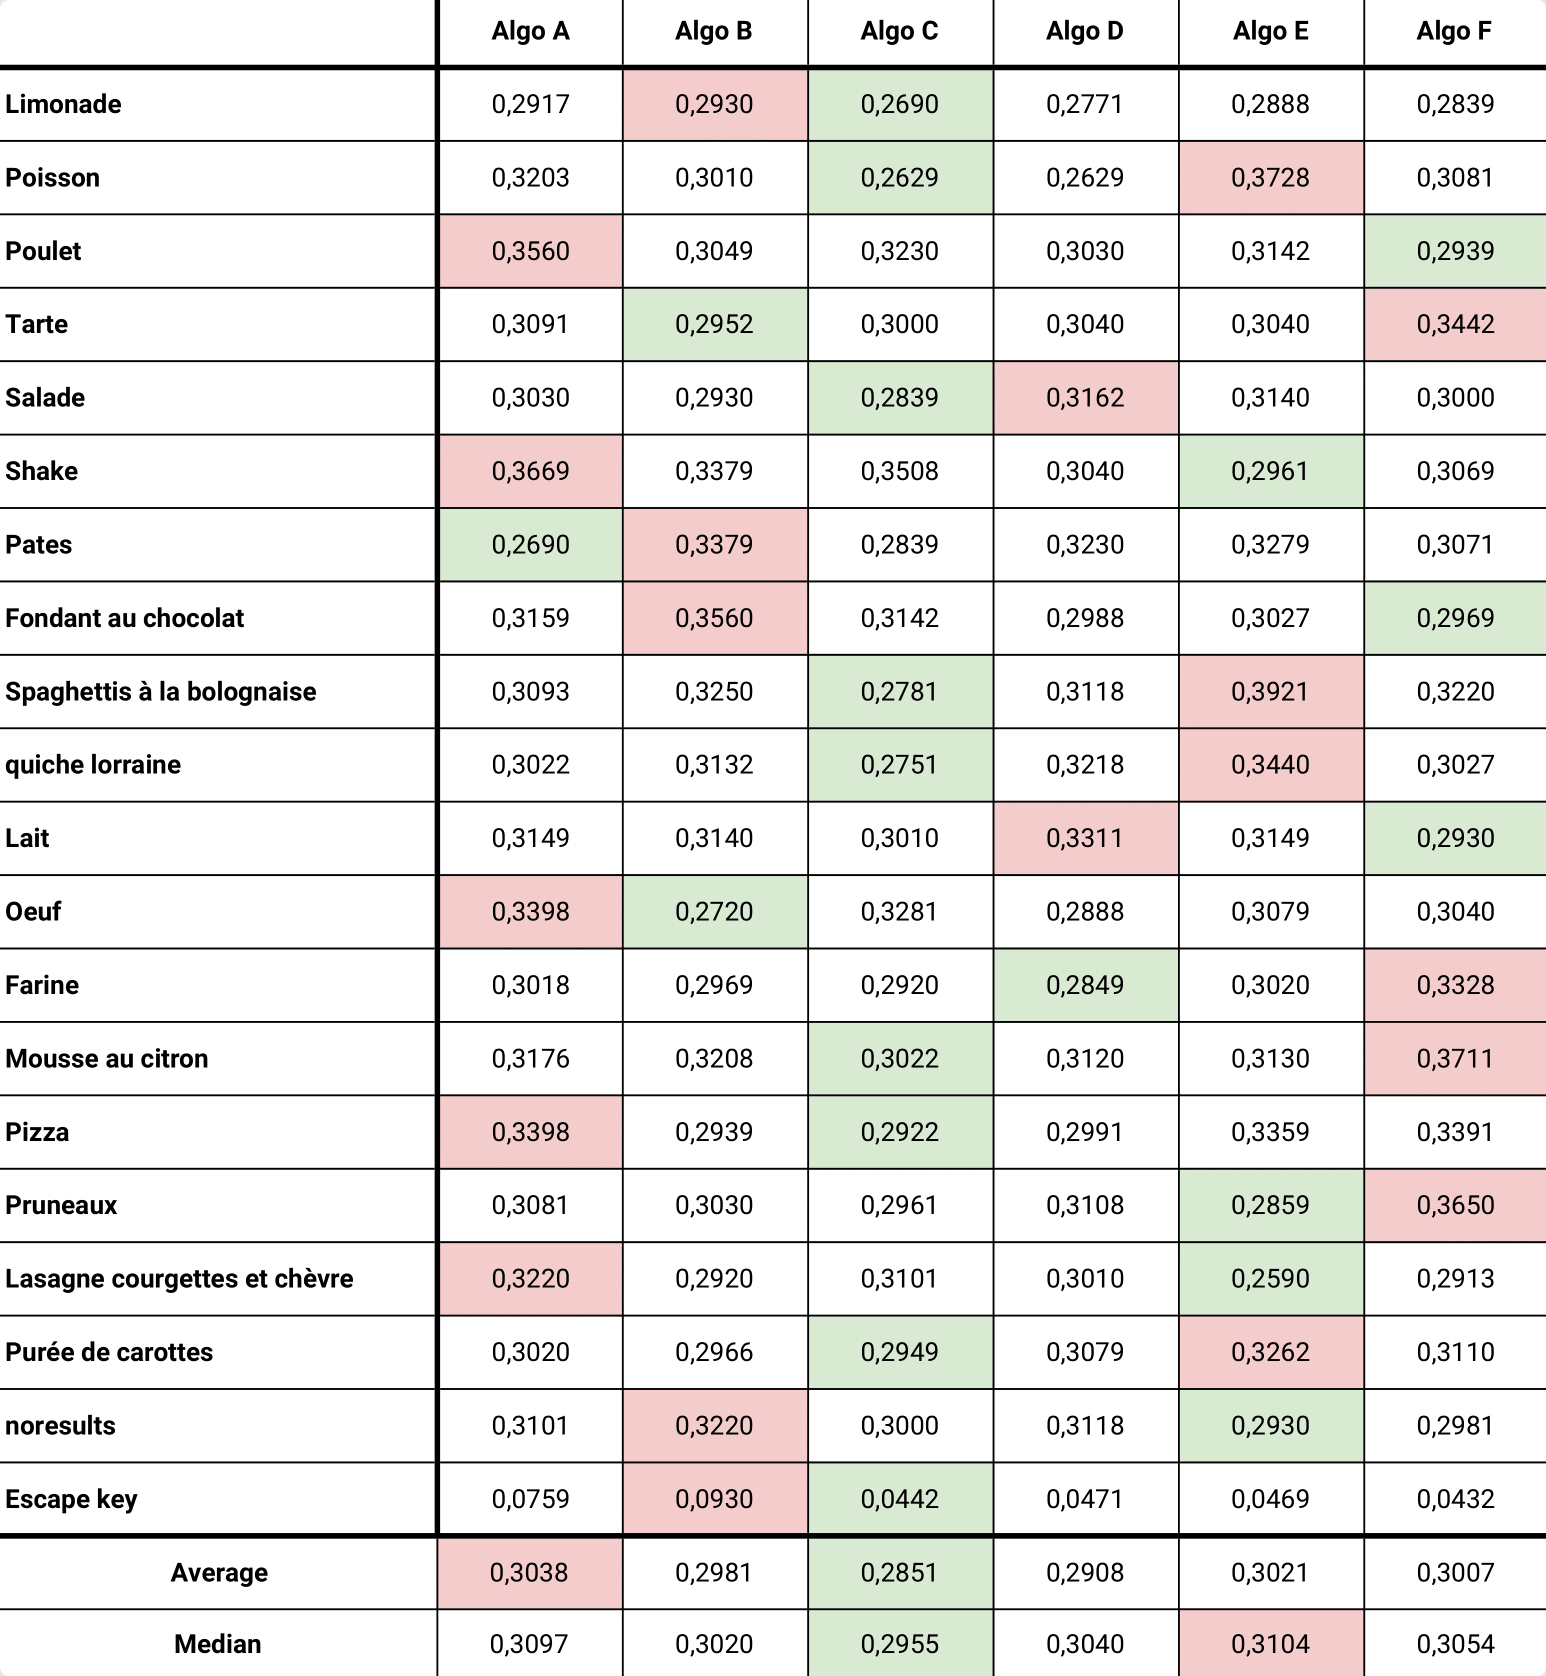 Algo A Algo B Algo C Algo D Algo E Algo F
Limonade 0,2917 0,2930 0,2690 0,2771 0,2888 0,2839
Poisson 0,3203 0,3010 0,2629 0,2629 0,3728 0,3081
Poulet 0,3560 0,3049 0,3230 0,3030 0,3142 0,2939
Tarte 0,3091 0,2952 0,3000 0,3040 0,3040 0,3442
Salade 0,3030 0,2930 0,2839 0,3162 0,3140 0,3000
Shake 0,3669 0,3379 0,3508 0,3040 0,2961 0,3069
Pates 0,2690 0,3379 0,2839 0,3230 0,3279 0,3071
Fondant au chocolat 0,3159 0,3560 0,3142 0,2988 0,3027 0,2969
Spaghettis à la bolognaise 0,3093 0,3250 0,2781 0,3118 0,3921 0,3220
quiche lorraine 0,3022 0,3132 0,2751 0,3218 0,3440 0,3027
Lait 0,3149 0,3140 0,3010 0,3311 0,3149 0,2930
Oeuf 0,3398 0,2720 0,3281 0,2888 0,3079 0,3040
Farine 0,3018 0,2969 0,2920 0,2849 0,3020 0,3328
Mousse au citron 0,3176 0,3208 0,3022 0,3120 0,3130 0,3711
Pizza 0,3398 0,2939 0,2922 0,2991 0,3359 0,3391
Pruneaux 0,3081 0,3030 0,2961 0,3108 0,2859 0,3650
Lasagne courgettes et chèvre 0,3220 0,2920 0,3101 0,3010 0,2590 0,2913
Purée de carottes 0,3020 0,2966 0,2949 0,3079 0,3262 0,3110
noresults 0,3101 0,3220 0,3000 0,3118 0,2930 0,2981
Escape key 0,0759 0,0930 0,0442 0,0471 0,0469 0,0432
Average 0,3038 0,2981 0,2851 0,2908 0,3021 0,3007
Median 0,3097 0,3020 0,2955 0,3040 0,3104 0,3054